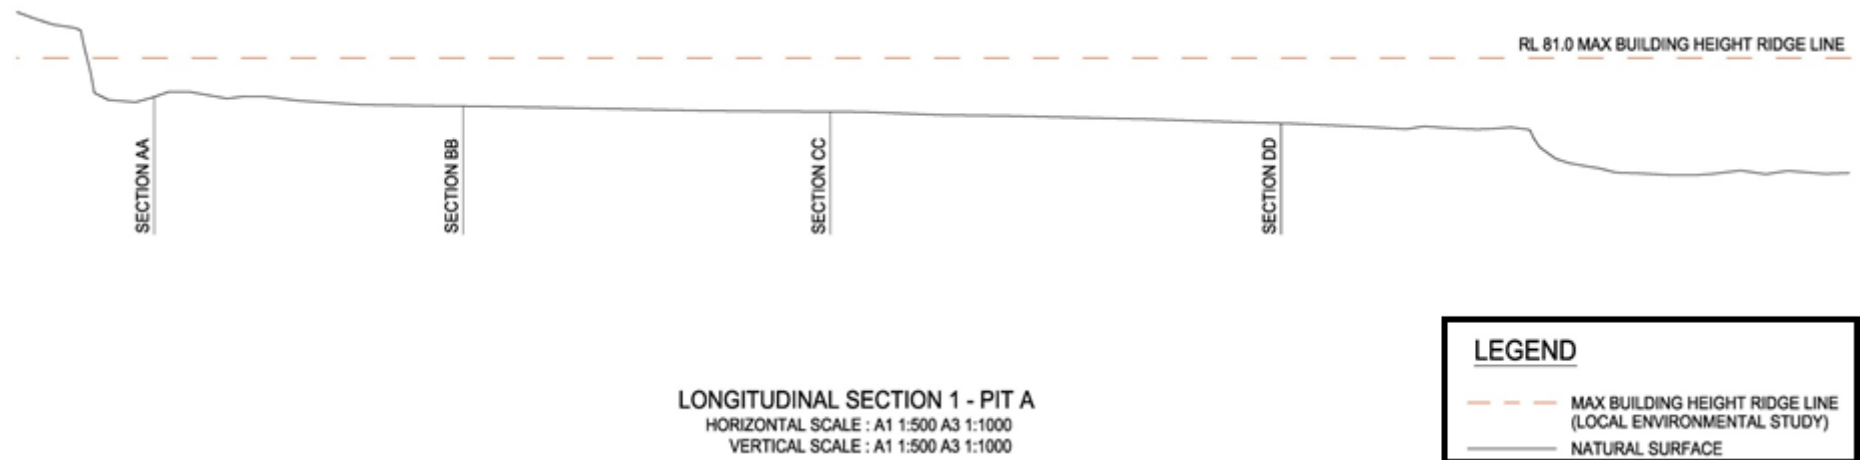 RL 81.0 MAX BUILDING HEIGHT RIDGE LINE
SECTION AA
SECTION BB
SECTION CC
SECTION DD
LONGITUDINAL SECTION 1 - PIT A
HORIZONTAL SCALE : A1 1:500 A3 1:1000
VERTICAL SCALE : A1 1:500 A3 1:1000
LEGEND
MAX BUILDING HEIGHT RIDGE LINE
(LOCAL ENVIRONMENTAL STUDY)
NATURAL SURFACE